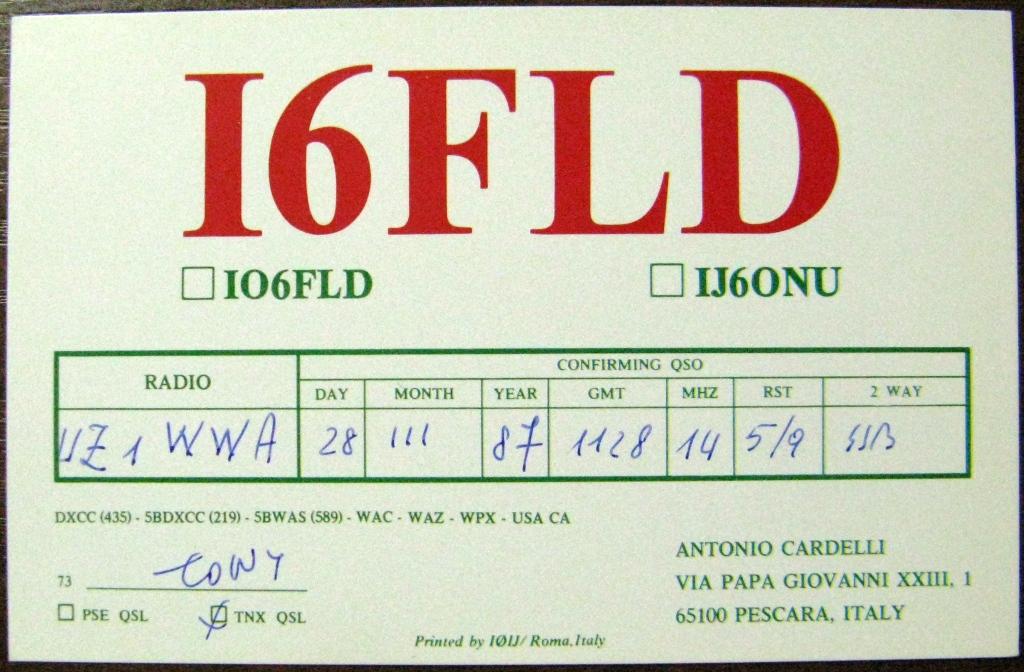 I6FLD
☐ IO6FLD ☐ IJ6ONU
RADIO CONFIRMING QSO
DAY MONTH YEAR GMT MHZ RST 2 WAY
UZ1WWA 28 III 87 1128 14 5/9 SSB
DXCC (435) - 5BDXCC (219) - 5BWAS (589) - WAC - WAZ - WPX - USA CA
ANTONIO CARDELLI
73 TONY
VIA PAPA GIOVANNI XXIII, 1
☐ PSE QSL ☒ TNX QSL
65100 PESCARA, ITALY
Printed by IØIJ/ Roma, Italy